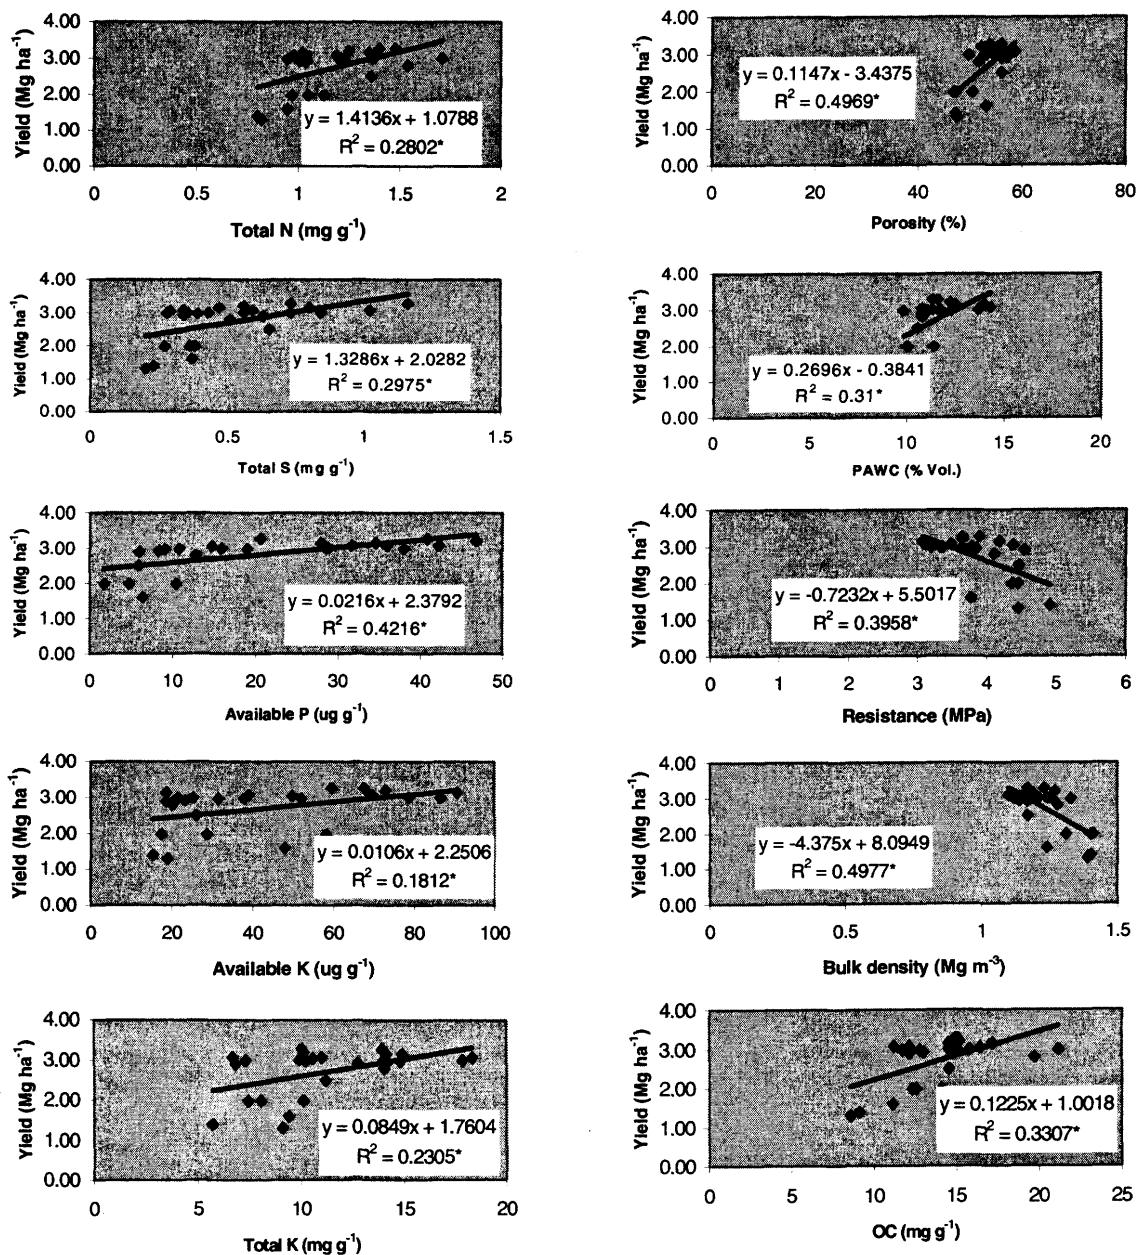 Yield (Mg ha⁻¹)
4.00
3.00
2.00
1.00
0.00
y = 1.4136x + 1.0788
R² = 0.2802*
0 0.5 1 1.5 2
Total N (mg g⁻¹)
Yield (Mg ha⁻¹)
4.00
3.00
2.00
1.00
0.00
y = 0.1147x - 3.4375
R² = 0.4969*
0 20 40 60 80
Porosity (%)
Yield (Mg ha⁻¹)
4.00
3.00
2.00
1.00
0.00
y = 1.3286x + 2.0282
R² = 0.2975*
0 0.5 1 1.5
Total S (mg g⁻¹)
Yield (Mg ha⁻¹)
4.00
3.00
2.00
1.00
0.00
y = 0.2696x - 0.3841
R² = 0.31*
0 5 10 15 20
PAWC (% Vol.)
Yield (Mg ha⁻¹)
4.00
3.00
2.00
1.00
0.00
y = 0.0216x + 2.3792
R² = 0.4216*
0 10 20 30 40 50
Available P (ug g⁻¹)
Yield (Mg ha⁻¹)
4.00
3.00
2.00
1.00
0.00
y = -0.7232x + 5.5017
R² = 0.3958*
0 1 2 3 4 5 6
Resistance (MPa)
Yield (Mg ha⁻¹)
4.00
3.00
2.00
1.00
0.00
y = 0.0106x + 2.2506
R² = 0.1812*
0 20 40 60 80 100
Available K (ug g⁻¹)
Yield (Mg ha⁻¹)
4.00
3.00
2.00
1.00
0.00
y = -4.375x + 8.0949
R² = 0.4977*
0 0.5 1 1.5
Bulk density (Mg m⁻³)
Yield (Mg ha⁻¹)
4.00
3.00
2.00
1.00
0.00
y = 0.0849x + 1.7604
R² = 0.2305*
0 5 10 15 20
Total K (mg g⁻¹)
Yield (Mg ha⁻¹)
4.00
3.00
2.00
1.00
0.00
y = 0.1225x + 1.0018
R² = 0.3307*
0 5 10 15 20 25
OC (mg g⁻¹)